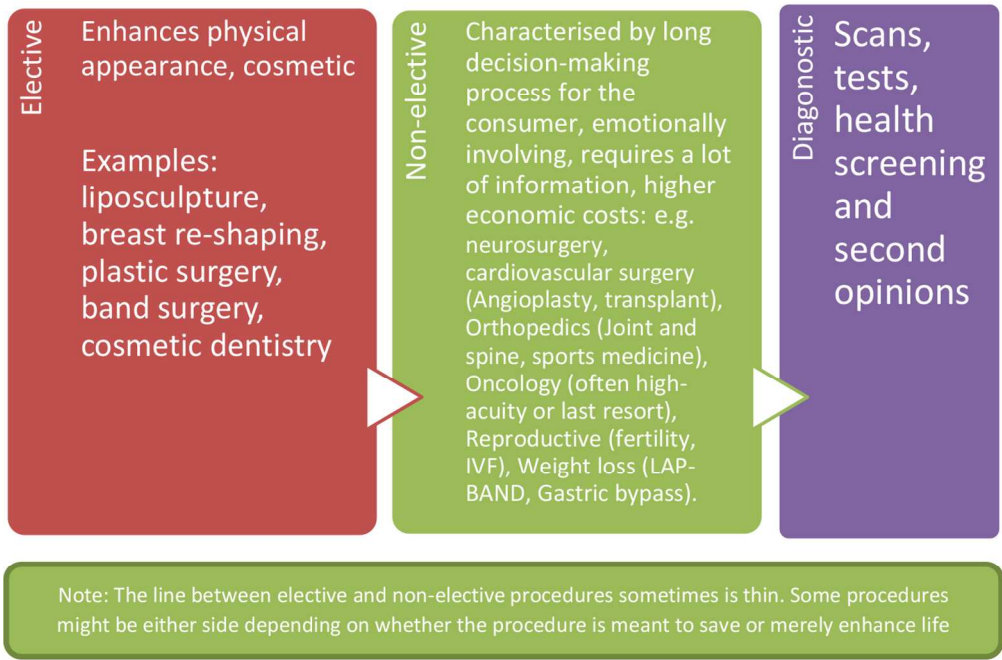 Elective
Enhances physical
appearance, cosmetic
Examples:
liposculpture,
breast re-shaping,
plastic surgery,
band surgery,
cosmetic dentistry
Non-elective
Characterised by long
decision-making
process for the
consumer, emotionally
involving, requires a lot
of information, higher
economic costs: e.g.
neurosurgery,
cardiovascular surgery
(Angioplasty, transplant),
Orthopedics (Joint and
spine, sports medicine),
Oncology (often high-
acuity or last resort),
Reproductive (fertility,
IVF), Weight loss (LAP-
BAND, Gastric bypass).
Diagonostic
Scans,
tests,
health
screening
and
second
opinions
Note: The line between elective and non-elective procedures sometimes is thin. Some procedures
might be either side depending on whether the procedure is meant to save or merely enhance life